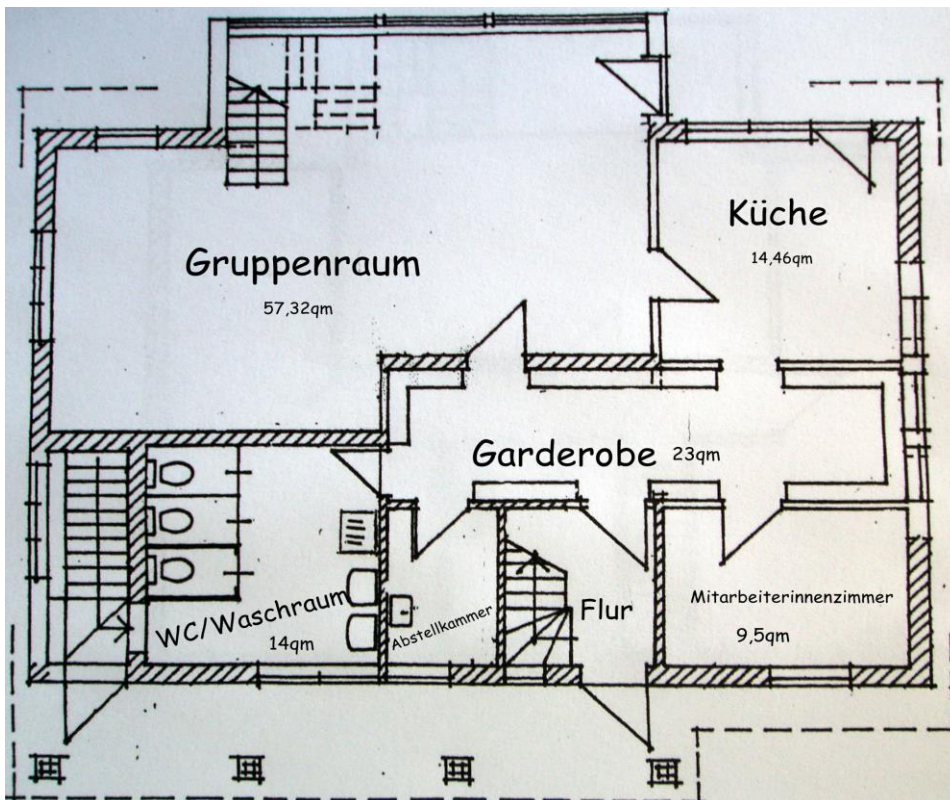 Küche
14,46qm
Gruppenraum
57,32qm
Garderobe 23qm
WC/Waschraum
14qm
Abstellkammer
Flur
Mitarbeiterinnenzimmer
9,5qm